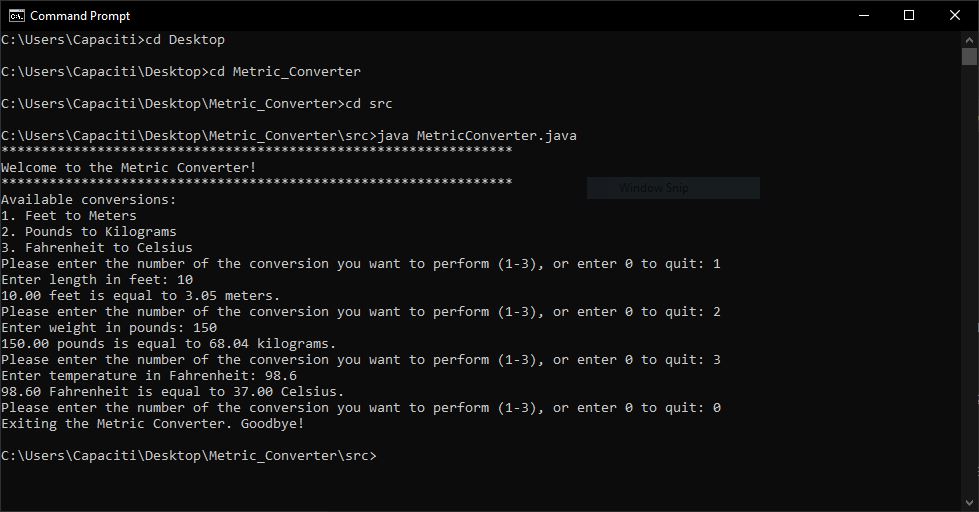 Command Prompt
C:\Users\Capaciti>cd Desktop
C:\Users\Capaciti\Desktop>cd Metric_Converter
C:\Users\Capaciti\Desktop\Metric_Converter>cd src
C:\Users\Capaciti\Desktop\Metric_Converter\src>java MetricConverter.java
****************************************************************
Welcome to the Metric Converter!
****************************************************************
Window Snip
Available conversions:
1. Feet to Meters
2. Pounds to Kilograms
3. Fahrenheit to Celsius
Please enter the number of the conversion you want to perform (1-3), or enter 0 to quit: 1
Enter length in feet: 10
10.00 feet is equal to 3.05 meters.
Please enter the number of the conversion you want to perform (1-3), or enter 0 to quit: 2
Enter weight in pounds: 150
150.00 pounds is equal to 68.04 kilograms.
Please enter the number of the conversion you want to perform (1-3), or enter 0 to quit: 3
Enter temperature in Fahrenheit: 98.6
98.60 Fahrenheit is equal to 37.00 Celsius.
Please enter the number of the conversion you want to perform (1-3), or enter 0 to quit: 0
Exiting the Metric Converter. Goodbye!
C:\Users\Capaciti\Desktop\Metric_Converter\src>